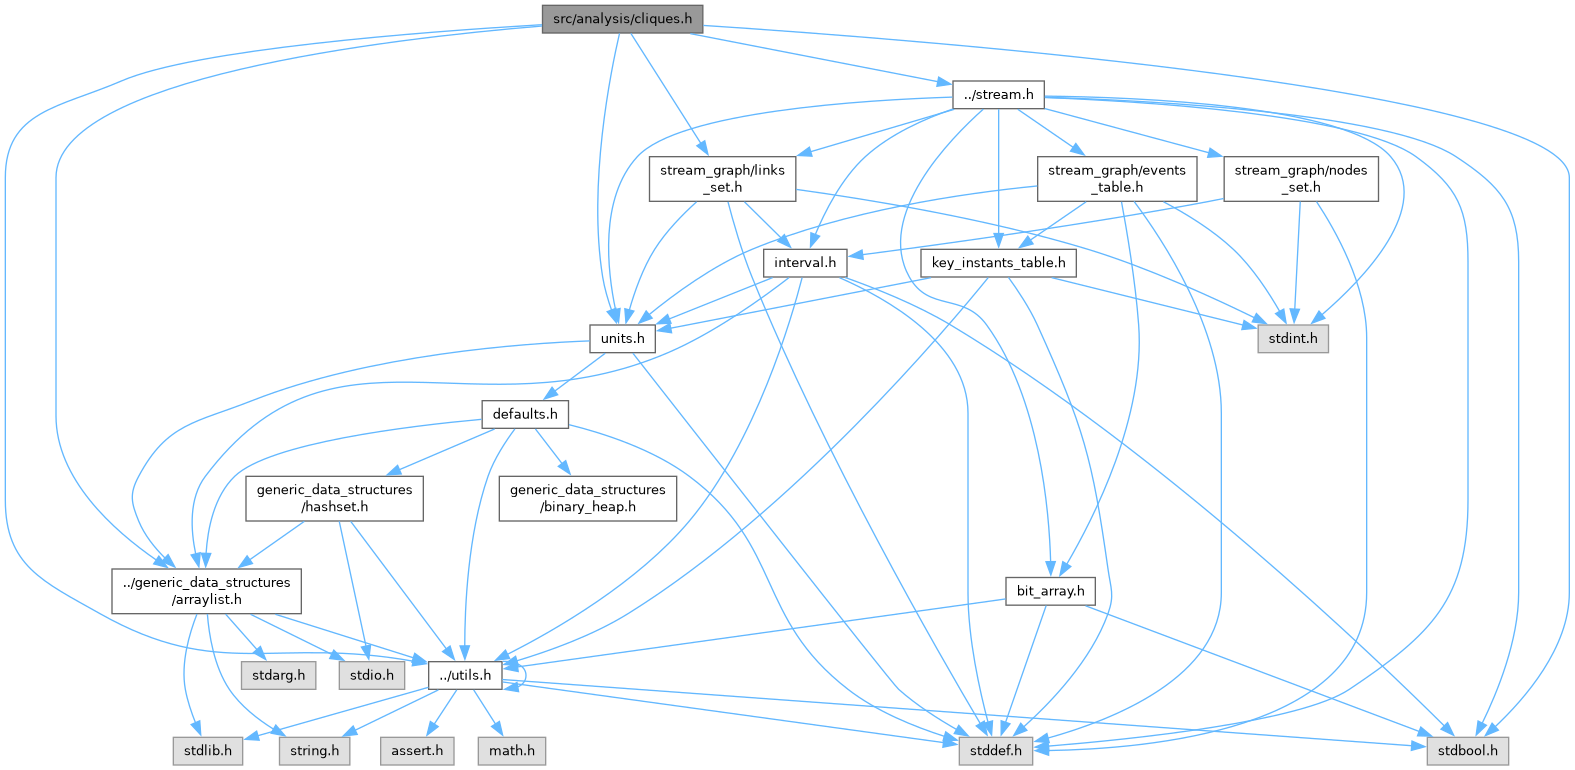 src/analysis/cliques.h
../stream.h
stream_graph/links
_set.h
stream_graph/events
_table.h
stream_graph/nodes
_set.h
interval.h
key_instants_table.h
units.h
stdint.h
defaults.h
generic_data_structures
/hashset.h
generic_data_structures
/binary_heap.h
../generic_data_structures
/arraylist.h
bit_array.h
stdarg.h
stdio.h
../utils.h
stdlib.h
string.h
assert.h
math.h
stddef.h
stdbool.h